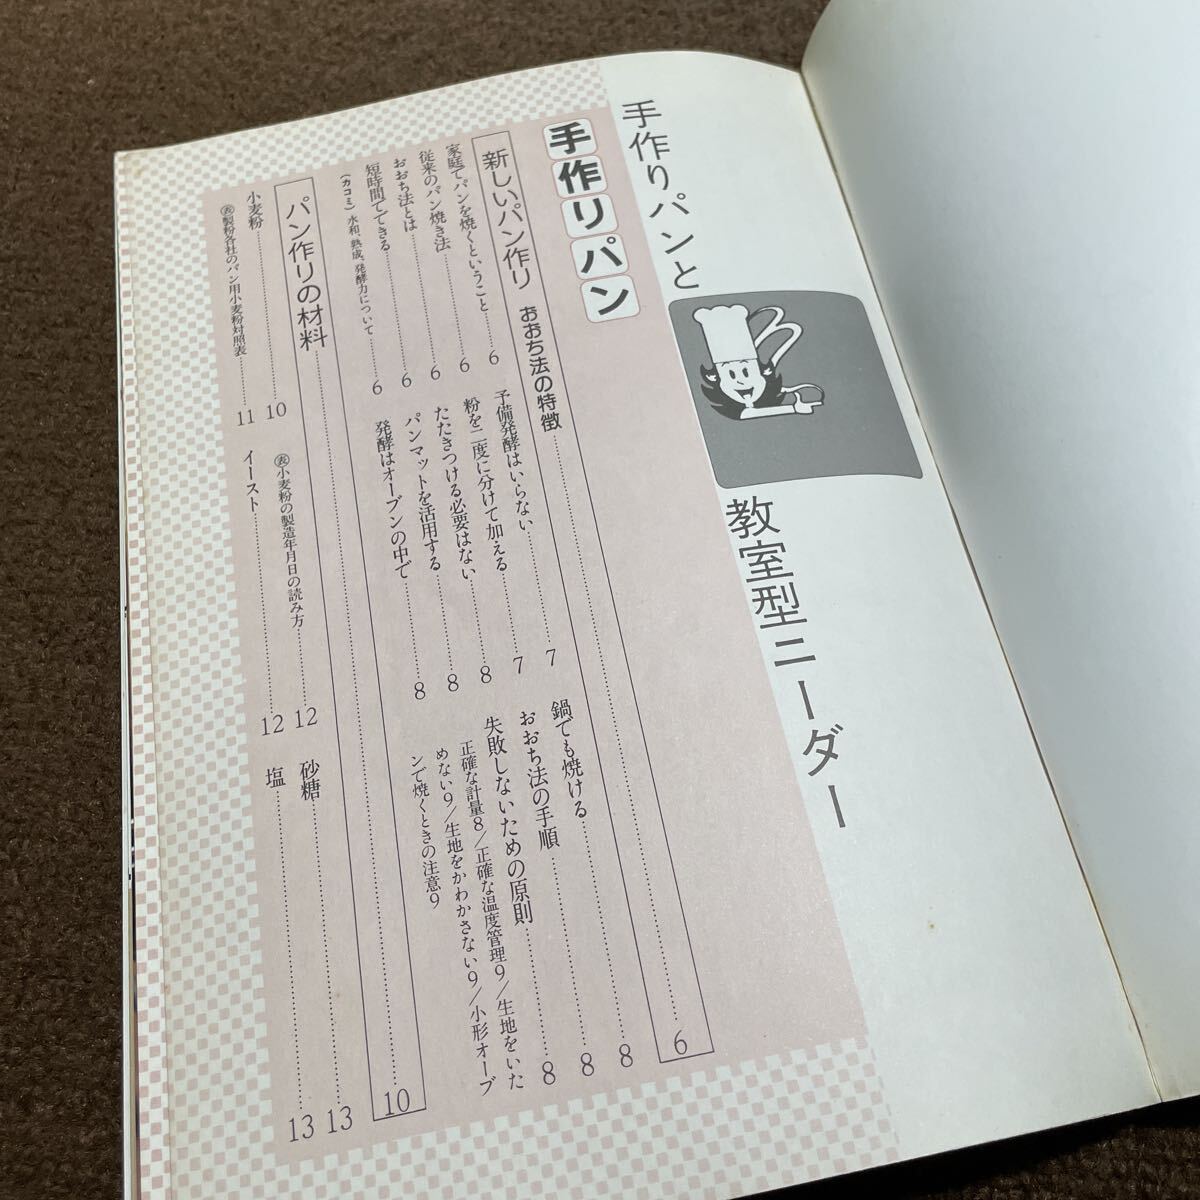 手作りパンと
教室型ニーダー
手作りパン
新しいパン作り おおち法の特徴……6
家庭でパンを焼くということ……6
従来のパン焼き法……6
おおち法とは……6
短時間でできる……6
(カコミ)水和、熟成、発酵力について
予備発酵はいらない……7
粉を二度に分けて加える……7
たたきつける必要はない……8
パンマットを活用する……8
発酵はオーブンの中で……8
鍋でも焼ける……8
おおち法の手順……8
失敗しないための原則……8
正確な計量8/正確な温度管理9/生地をいた
めない9/生地をかわかさない9/小形オーブ
ンで焼くときの注意9
パン作りの材料……10
小麦粉……10
表製粉各社のパン用小麦粉対照表……11
表小麦粉の製造年月日の読み方……12
イースト……12
砂糖……13
塩……13